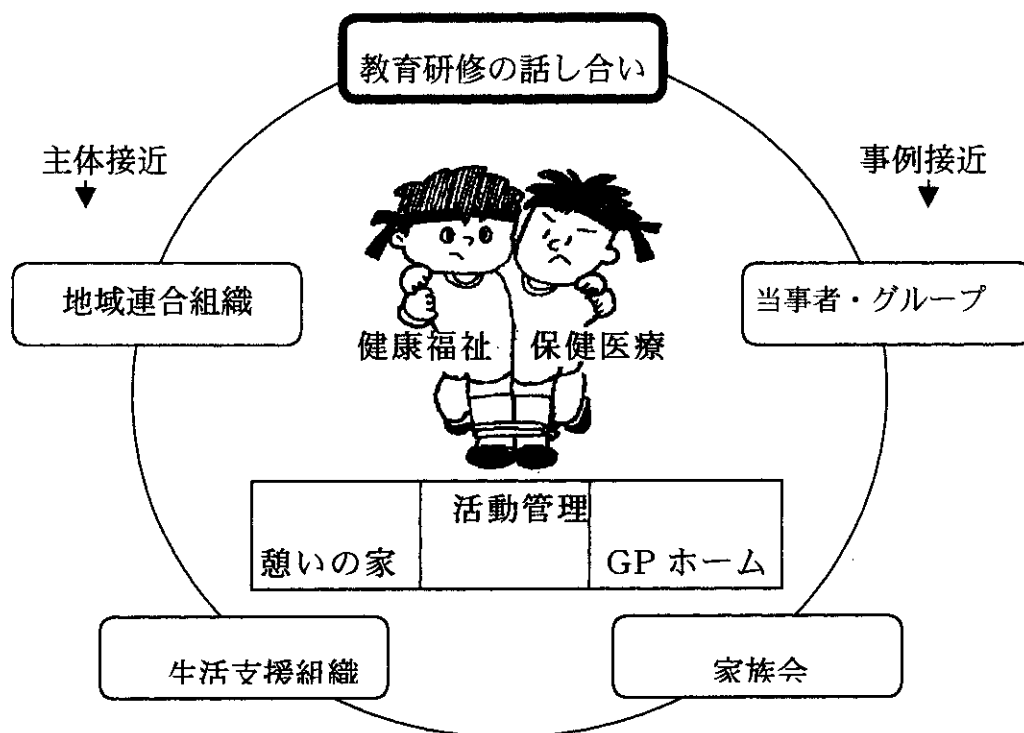 教育研修の話し合い
主体接近
事例接近
地域連合組織
当事者・グループ
健康福祉
保健医療
活動管理
憩いの家
GP ホーム
生活支援組織
家族会